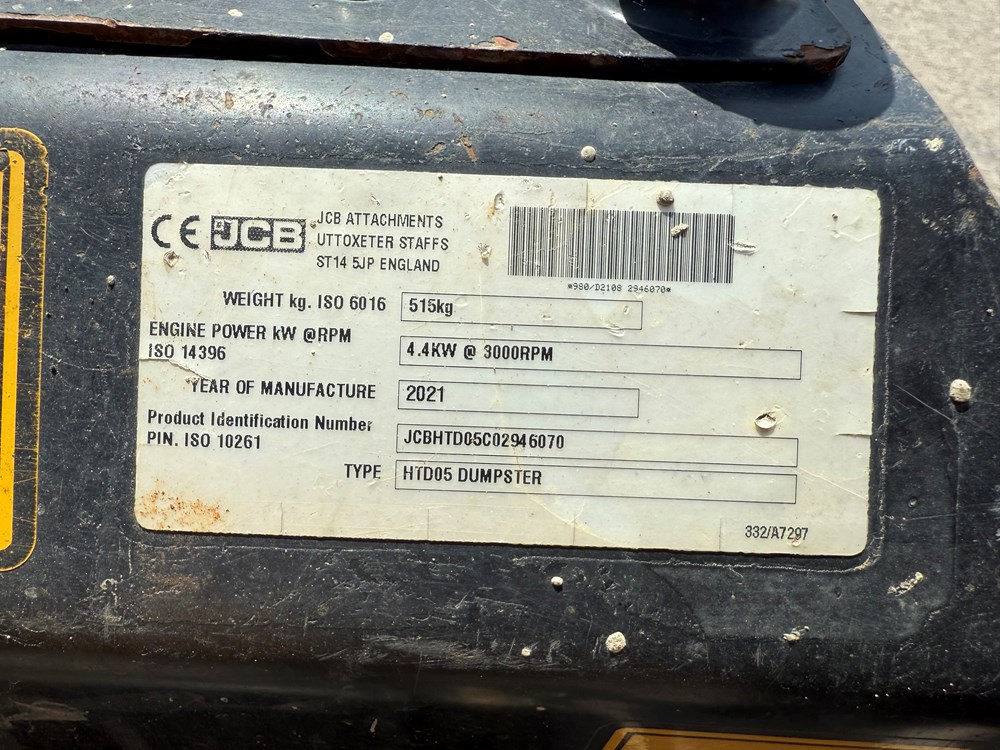 CE JCB
JCB ATTACHMENTS
UTTOXETER STAFFS
ST14 5JP ENGLAND
*980/D2108 2946070*
WEIGHT kg. ISO 6016 515kg
ENGINE POWER kW @RPM
ISO 14396
4.4KW @ 3000RPM
YEAR OF MANUFACTURE 2021
Product Identification Number
PIN. ISO 10261
JCBHTD05C02946070
TYPE HTD05 DUMPSTER
332/A7297